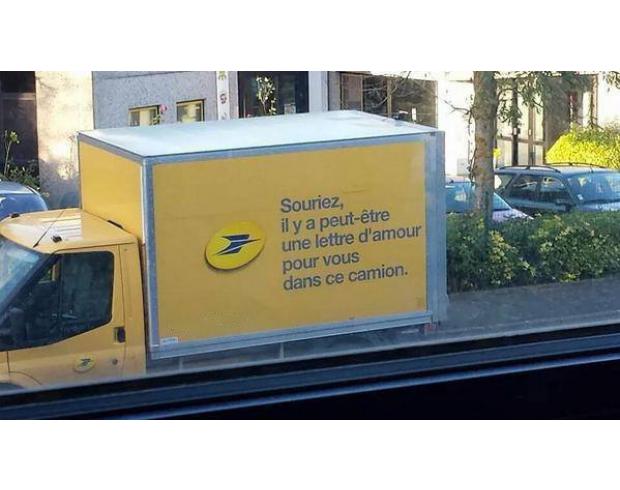 Souriez,
il y a peut-être
une lettre d'amour
pour vous
dans ce camion.